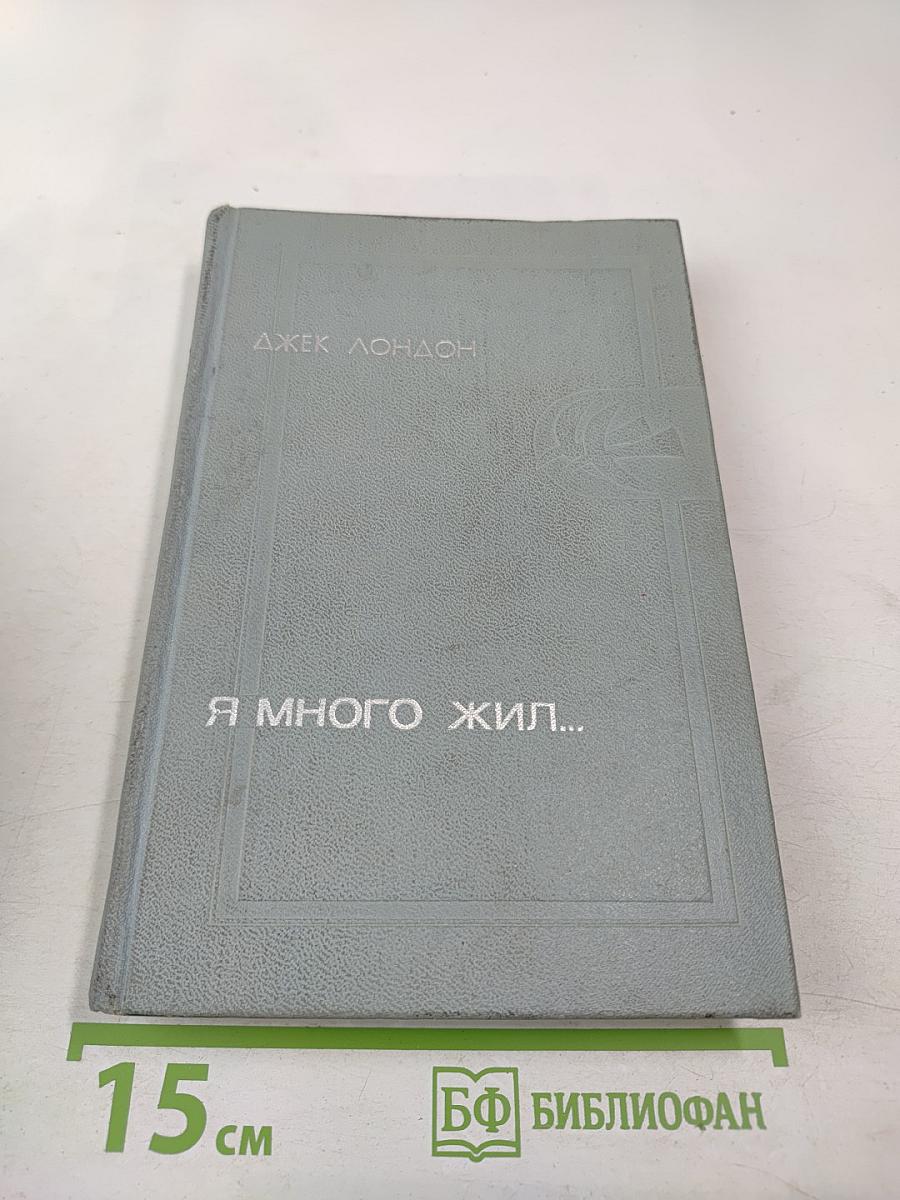 ДЖЕК ЛОНДОН
Я МНОГО ЖИЛ...
15 см
БФ БИБЛИОФАН